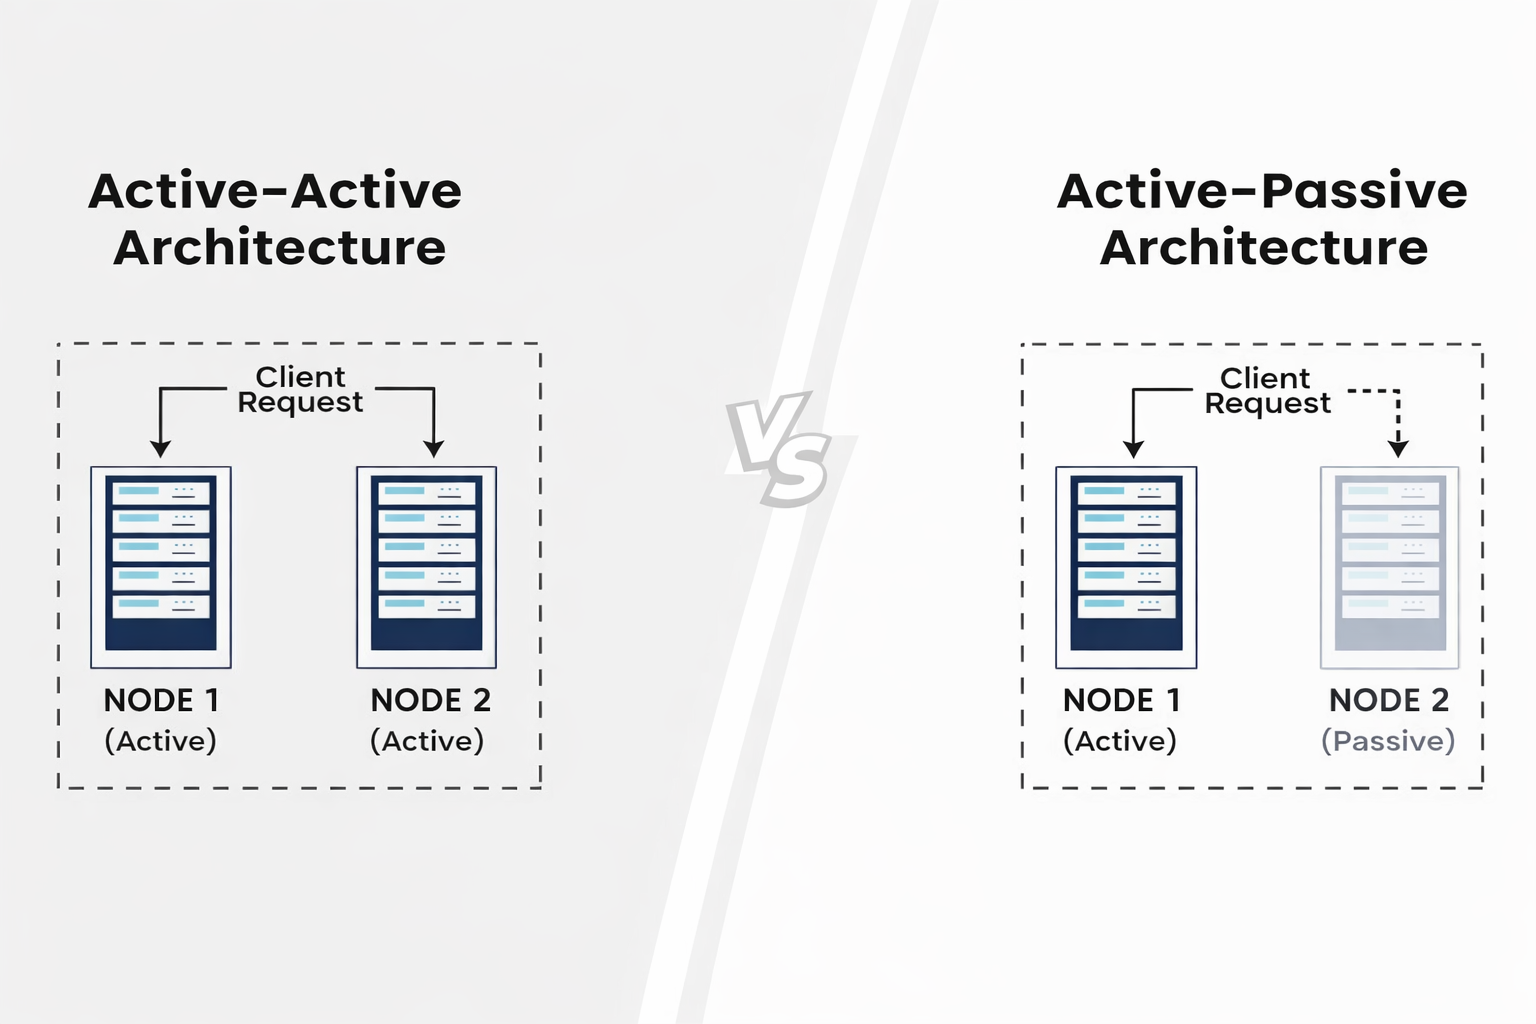 Active-Active
Architecture
Client
Request
NODE 1
(Active)
NODE 2
(Active)
VS
Active-Passive
Architecture
Client
Request
NODE 1
(Active)
NODE 2
(Passive)